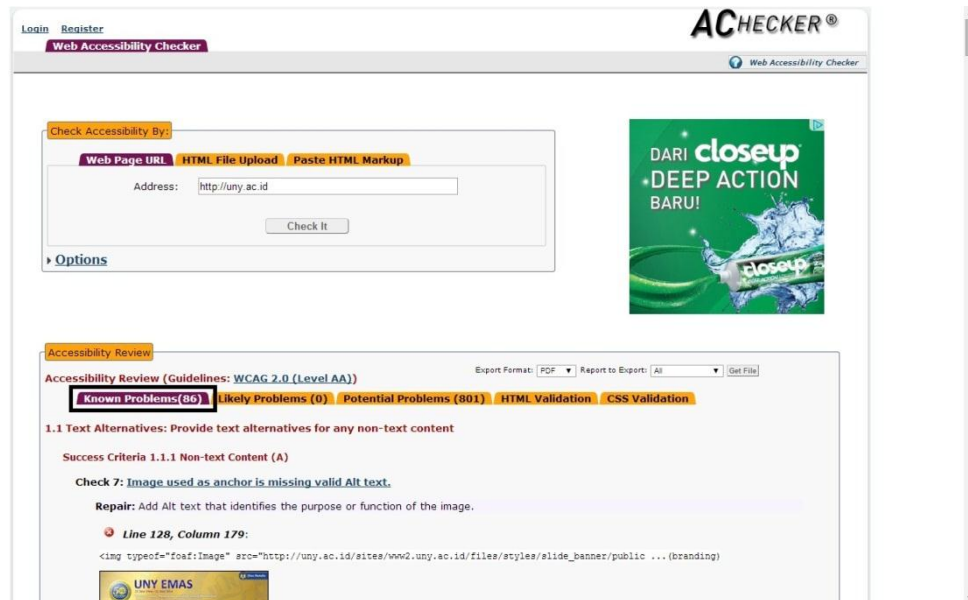 Login Register
ACHECKER®
Web Accessibility Checker
Web Accessibility Checker
Check Accessibility By:
Web Page URL HTML File Upload Paste HTML Markup
Address: http://uny.ac.id
Check It
Options
DARI closeup
DEEP ACTION
BARU!
closeup
Accessibility Review
Accessibility Review (Guidelines: WCAG 2.0 (Level AA))
Export Format: PDF Report to Export: All Get File
Known Problems(86) Likely Problems (0) Potential Problems (801) HTML Validation CSS Validation
1.1 Text Alternatives: Provide text alternatives for any non-text content
Success Criteria 1.1.1 Non-text Content (A)
Check 7: Image used as anchor is missing valid Alt text.
Repair: Add Alt text that identifies the purpose or function of the image.
Line 128, Column 179:
<img typeof="foaf:Image" src="http://uny.ac.id/sites/www2.uny.ac.id/files/styles/slide_banner/public ...(branding)
UNY EMAS